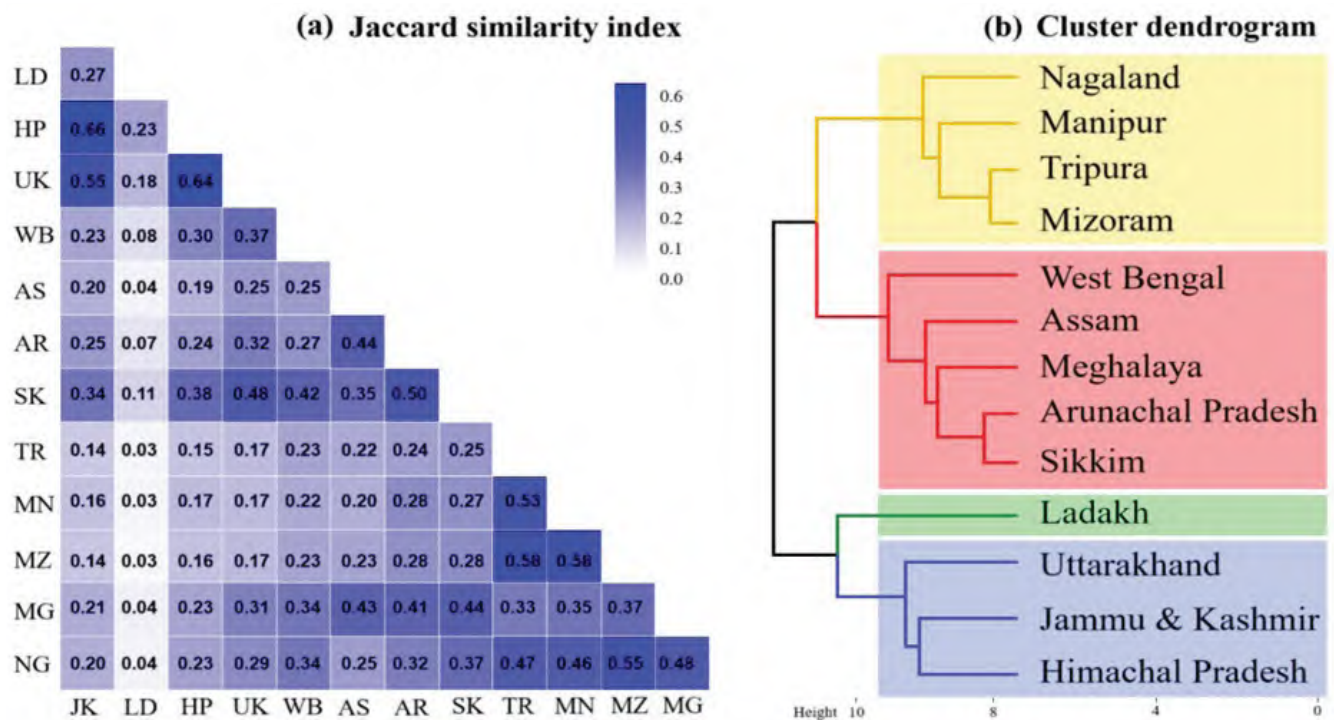 (a) Jaccard similarity index
LD 0.27
HP 0.66 0.23
UK 0.55 0.18 0.64
WB 0.23 0.08 0.30 0.37
AS 0.20 0.04 0.19 0.25 0.25
AR 0.25 0.07 0.24 0.32 0.27 0.44
SK 0.34 0.11 0.38 0.48 0.42 0.35 0.50
TR 0.14 0.03 0.15 0.17 0.23 0.22 0.24 0.25
MN 0.16 0.03 0.17 0.17 0.22 0.20 0.28 0.27 0.53
MZ 0.14 0.03 0.16 0.17 0.23 0.23 0.28 0.28 0.58 0.58
MG 0.21 0.04 0.23 0.31 0.34 0.43 0.41 0.44 0.33 0.35 0.37
NG 0.20 0.04 0.23 0.29 0.34 0.25 0.32 0.37 0.47 0.46 0.55 0.48
JK LD HP UK WB AS AR SK TR MN MZ MG
0.6
0.5
0.4
0.3
0.2
0.1
0.0
(b) Cluster dendrogram
Nagaland
Manipur
Tripura
Mizoram
West Bengal
Assam
Meghalaya
Arunachal Pradesh
Sikkim
Ladakh
Uttarakhand
Jammu & Kashmir
Himachal Pradesh
Height 10 8 4 0